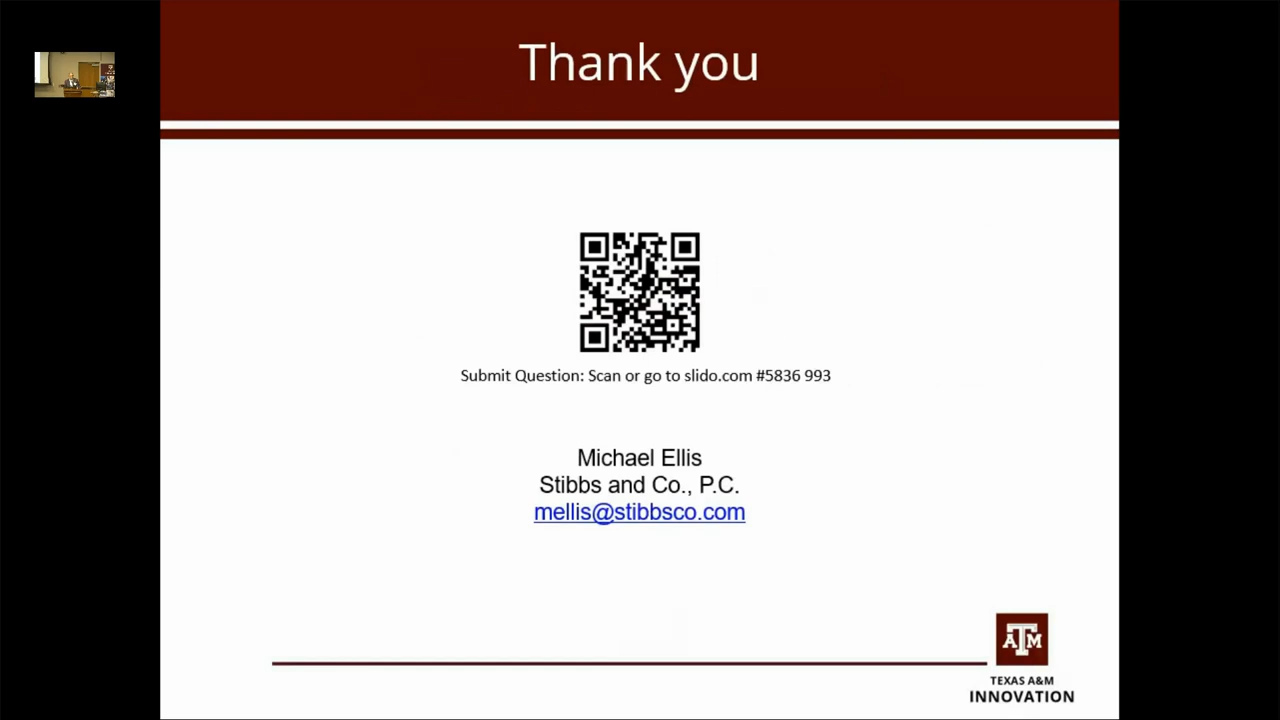 Thank you
Submit Question: Scan or go to slido.com #5836 993
Michael Ellis
Stibbs and Co., P.C.
mellis@stibbsco.com
ATM
TEXAS A&M
INNOVATION